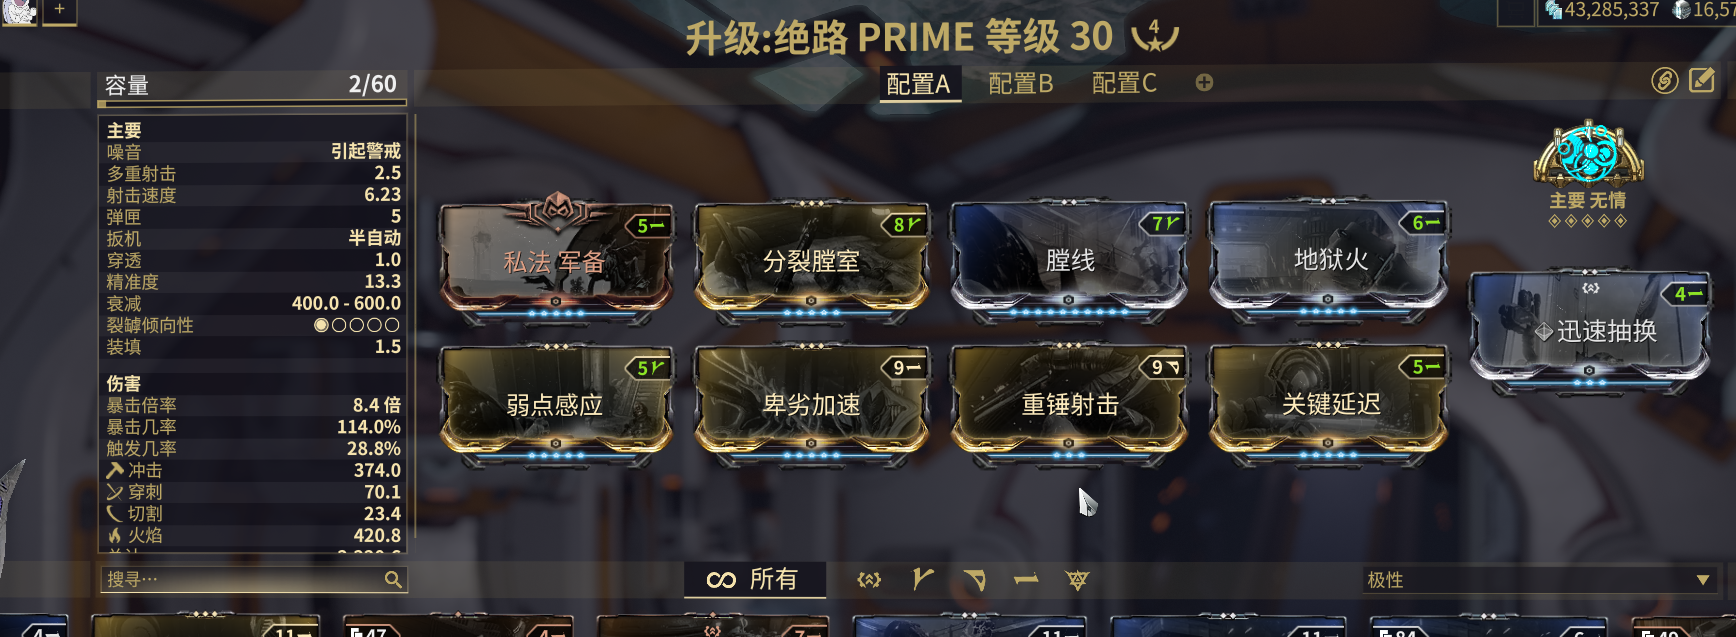 +
43,285,337
16,57
升级:绝路 PRIME 等级 30
4
容量 2/60
配置A 配置B 配置C
主要
噪音 引起警戒
多重射击 2.5
射击速度 6.23
弹匣 5
扳机 半自动
穿透 1.0
精准度 13.3
衰减 400.0 - 600.0
裂罅倾向性
装填 1.5
伤害
暴击倍率 8.4 倍
暴击几率 114.0%
触发几率 28.8%
冲击 374.0
穿刺 70.1
切割 23.4
火焰 420.8
主要 无情
5
私法 军备
8
分裂膛室
7
膛线
6
地狱火
4
迅速抽换
5
弱点感应
9
卑劣加速
9
重锤射击
5
关键延迟
搜寻…
所有
极性
4
11
47
4
7
11
11
84